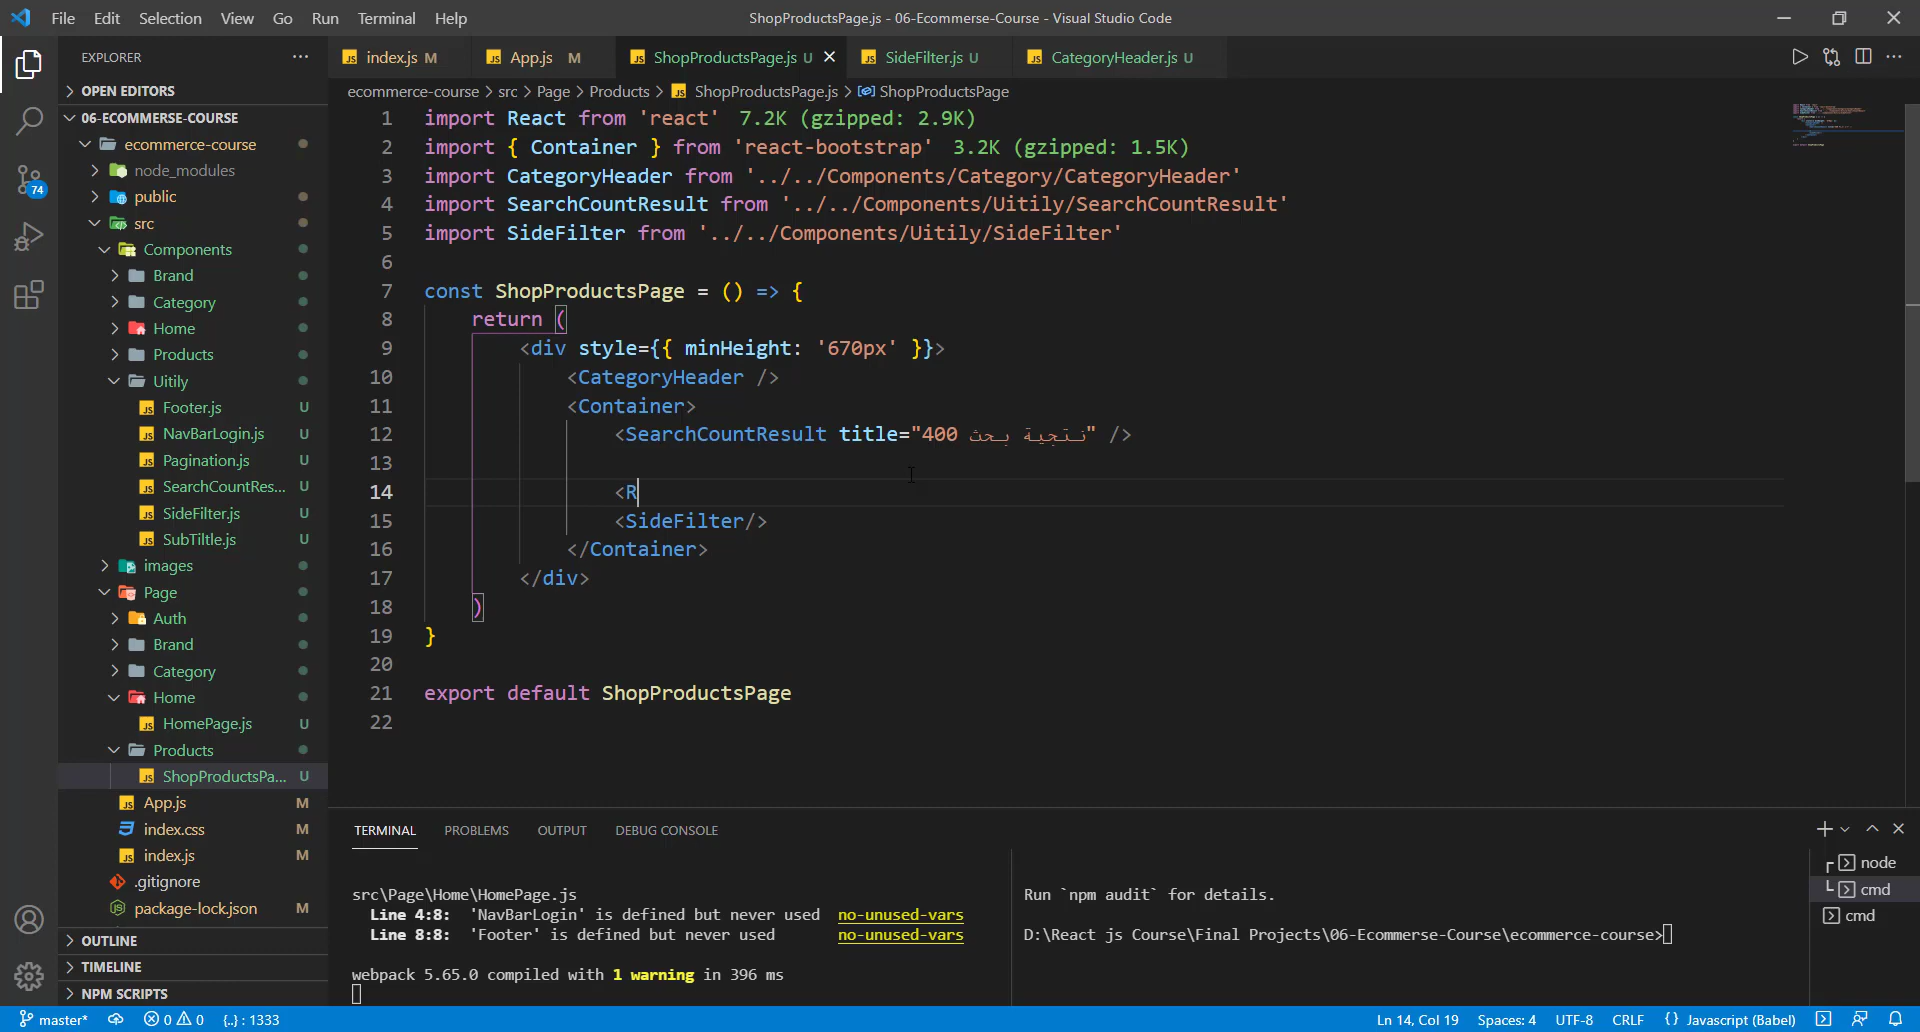 File Edit Selection View Go Run Terminal Help
ShopProductsPage.js - 06-Ecommerse-Course - Visual Studio Code
EXPLORER
OPEN EDITORS
06-ECOMMERSE-COURSE
ecommerce-course
node_modules
public
src
Components
Brand
Category
Home
Products
Uitily
Footer.js U
NavBarLogin.js U
Pagination.js U
SearchCountRes... U
SideFilter.js U
SubTiltle.js U
images
Page
Auth
Brand
Category
Home
HomePage.js U
Products
ShopProductsPa... U
App.js M
index.css M
index.js M
.gitignore
package-lock.json M
OUTLINE
TIMELINE
NPM SCRIPTS
74
index.js M App.js M ShopProductsPage.js U SideFilter.js U CategoryHeader.js U
ecommerce-course > src > Page > Products > ShopProductsPage.js > ShopProductsPage
1 import React from 'react' 7.2K (gzipped: 2.9K)
2 import { Container } from 'react-bootstrap' 3.2K (gzipped: 1.5K)
3 import CategoryHeader from '../../Components/Category/CategoryHeader'
4 import SearchCountResult from '../../Components/Uitily/SearchCountResult'
5 import SideFilter from '../../Components/Uitily/SideFilter'
6
7 const ShopProductsPage = () => {
8 return (
9 <div style={{ minHeight: '670px' }}>
10 <CategoryHeader />
11 <Container>
12 <SearchCountResult title="400 نتجية بحث" />
13
14 <R
15 <SideFilter/>
16 </Container>
17 </div>
18 )
19 }
20
21 export default ShopProductsPage
22
TERMINAL PROBLEMS OUTPUT DEBUG CONSOLE
src\Page\Home\HomePage.js
Line 4:8: 'NavBarLogin' is defined but never used no-unused-vars
Line 8:8: 'Footer' is defined but never used no-unused-vars
webpack 5.65.0 compiled with 1 warning in 396 ms
Run `npm audit` for details.
D:\React js Course\Final Projects\06-Ecommerse-Course\ecommerce-course>
node
cmd
cmd
master* 0 0 {..} : 1333
Ln 14, Col 19 Spaces: 4 UTF-8 CRLF {} Javascript (Babel)